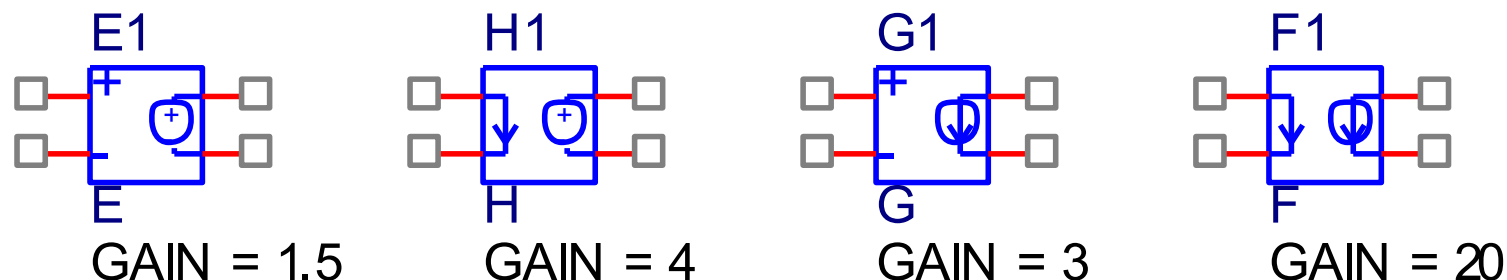 E1 H1 G1 F1
E H G F
GAIN = 1.5 GAIN = 4 GAIN = 3 GAIN = 20